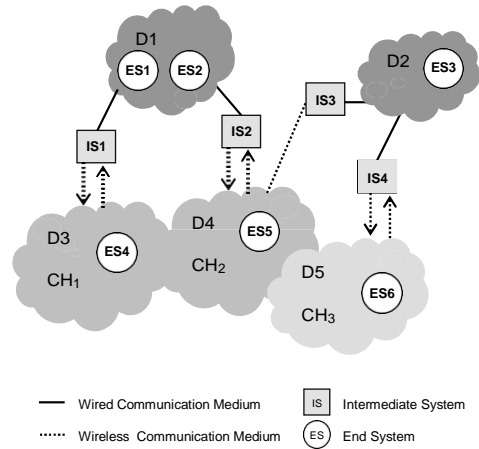 D1
ES1
ES2
D2
ES3
IS3
IS1
IS2
IS4
D3
ES4
CH1
D4
ES5
CH2
D5
ES6
CH3
Wired Communication Medium
IS
Intermediate System
Wireless Communication Medium
ES
End System